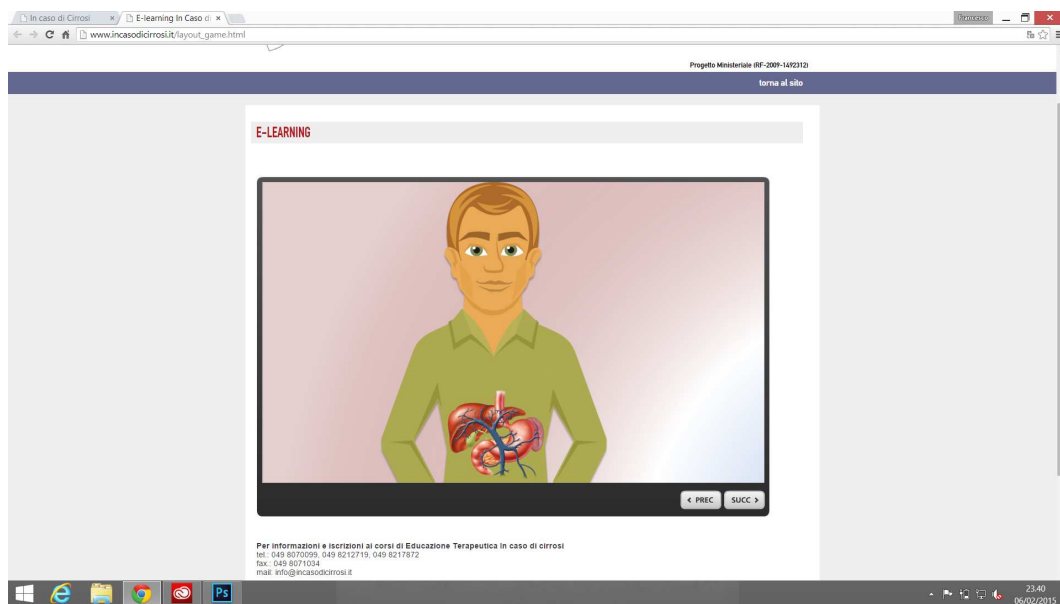 In caso di Cirrosi
E-learning In Caso di
Francesco
www.incasodicirrosi.it/layout_game.html
Progetto Ministeriale (RF-2009-1492312)
torna al sito
E-LEARNING
PREC
SUCC
Per informazioni e iscrizioni ai corsi di Educazione Terapeutica In caso di cirrosi
tel.: 049 8070099, 049 8212719, 049 8217872
fax.: 049 8071034
mail: info@incasodicirrosi.it
Ps
23.40
06/02/2015